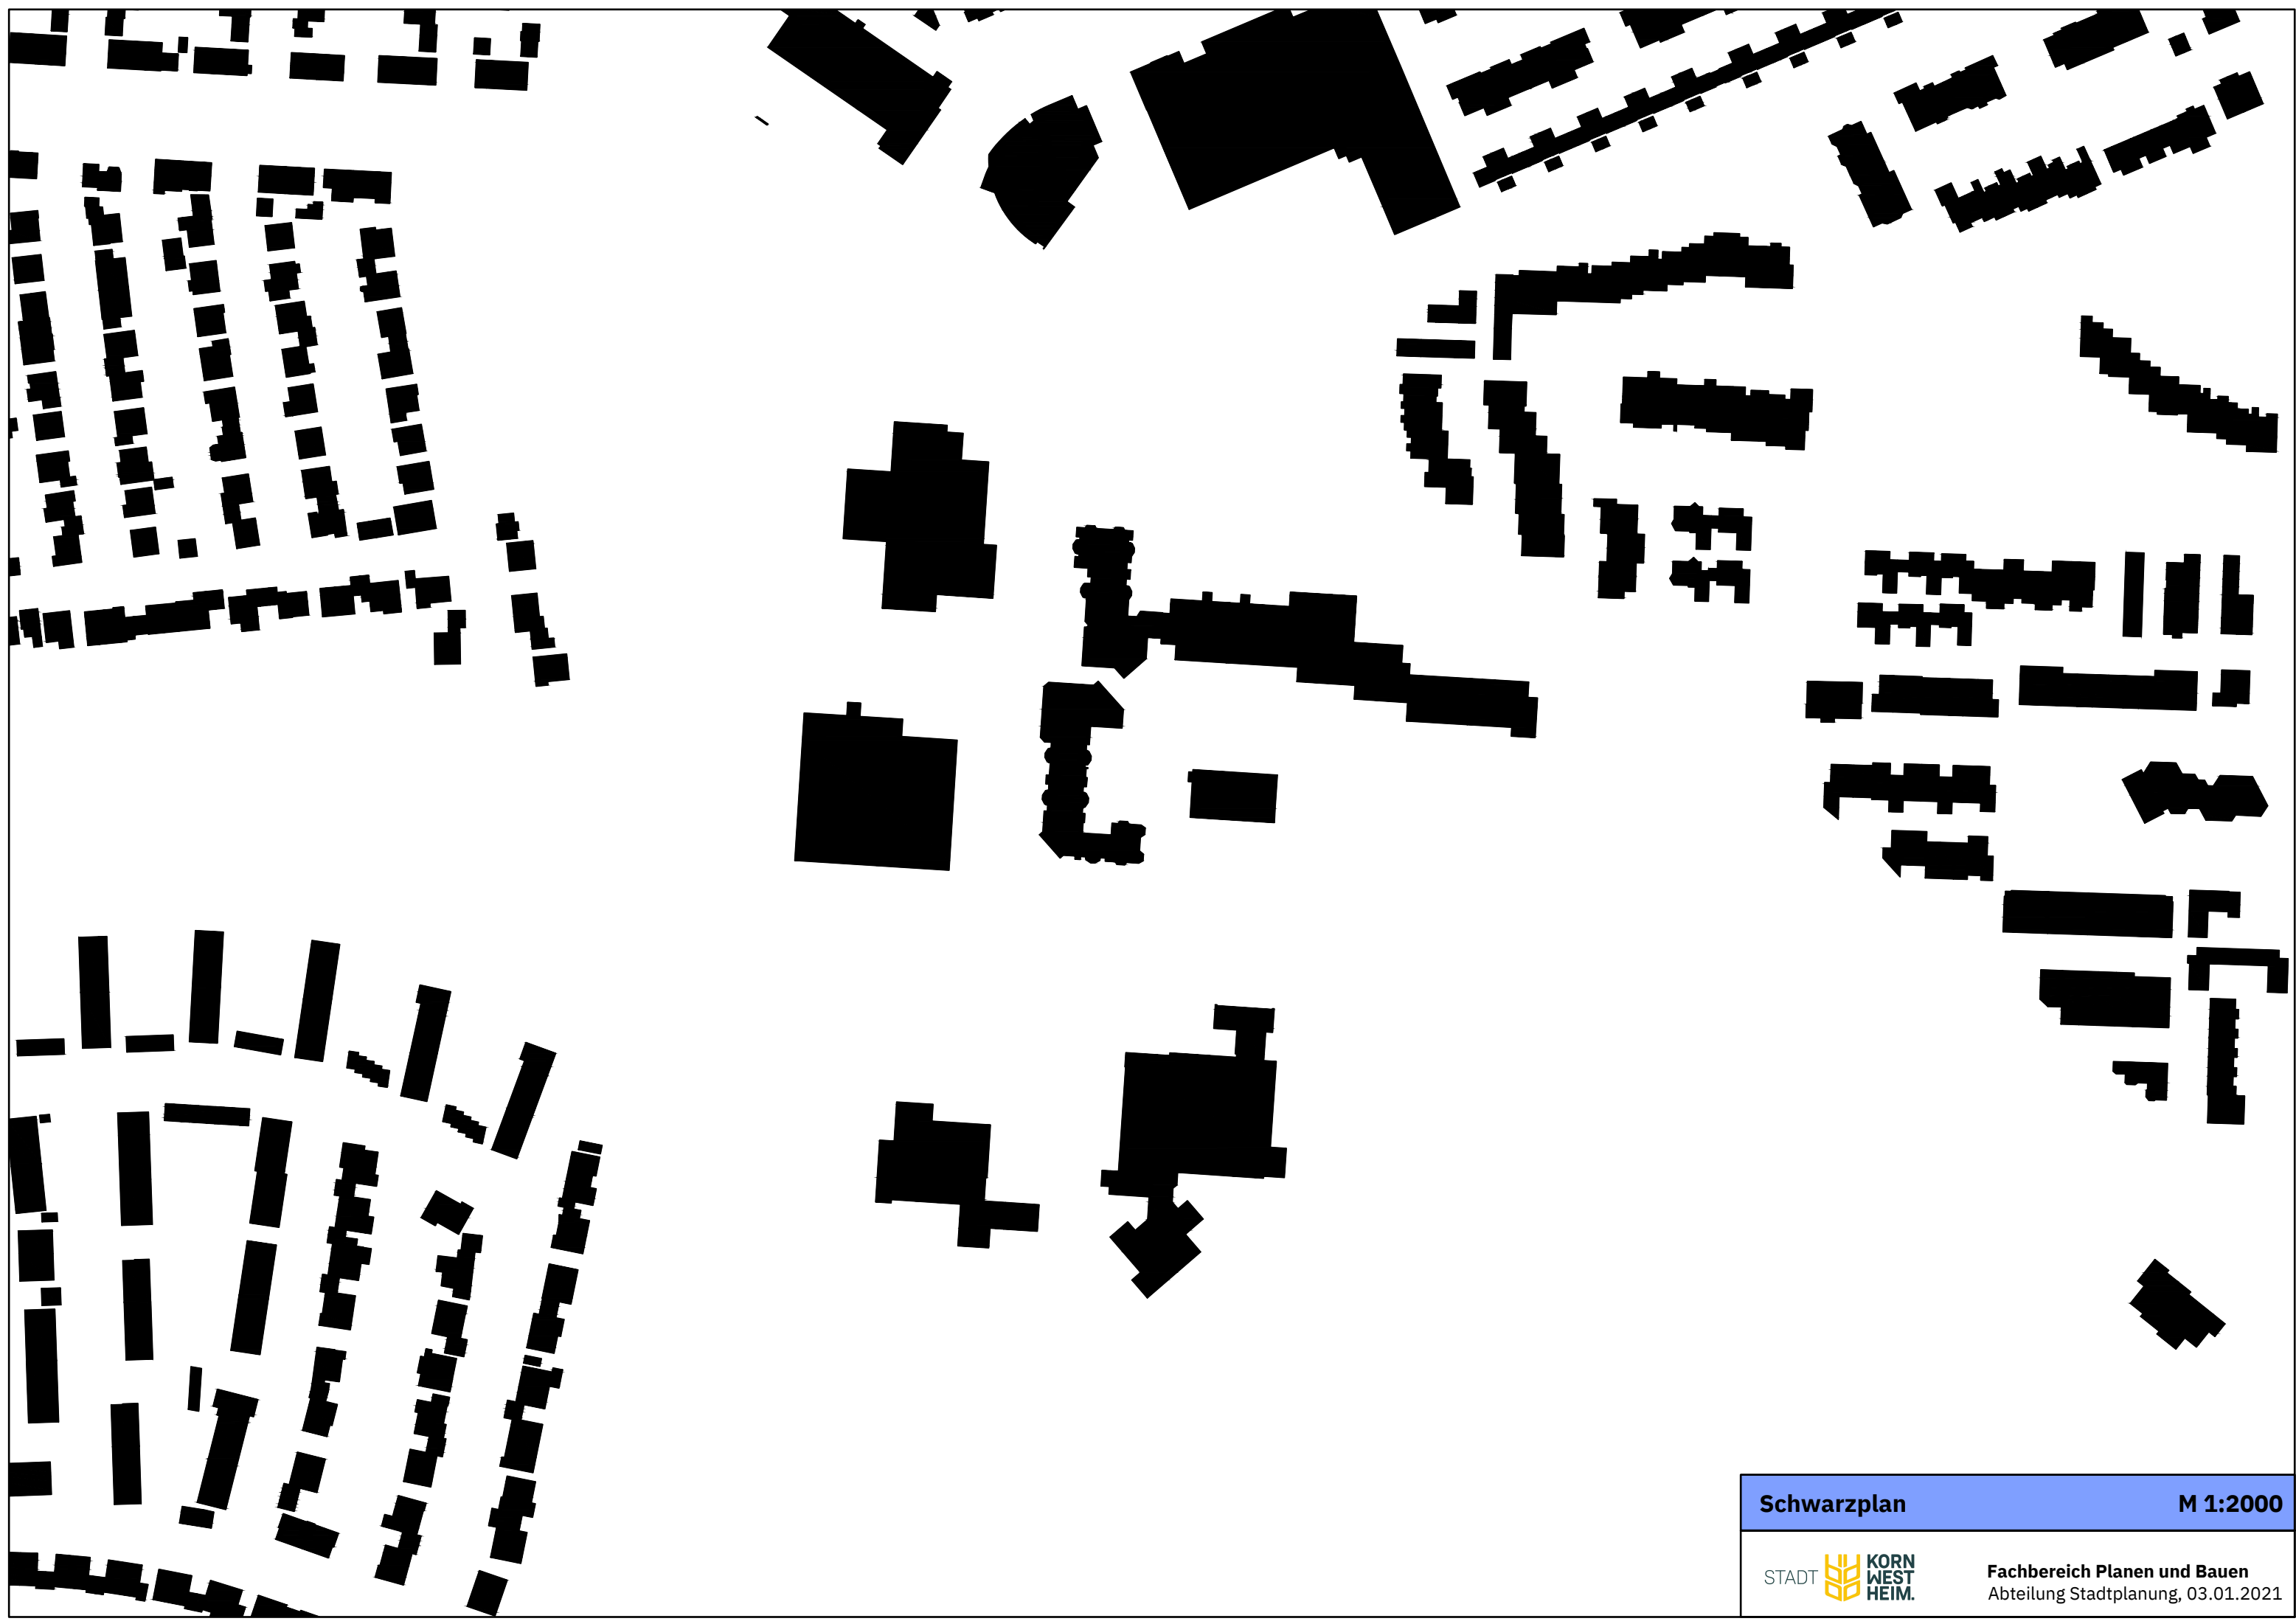 Schwarzplan M 1:2000
STADT KORN
WEST
HEIM.
Fachbereich Planen und Bauen
Abteilung Stadtplanung, 03.01.2021